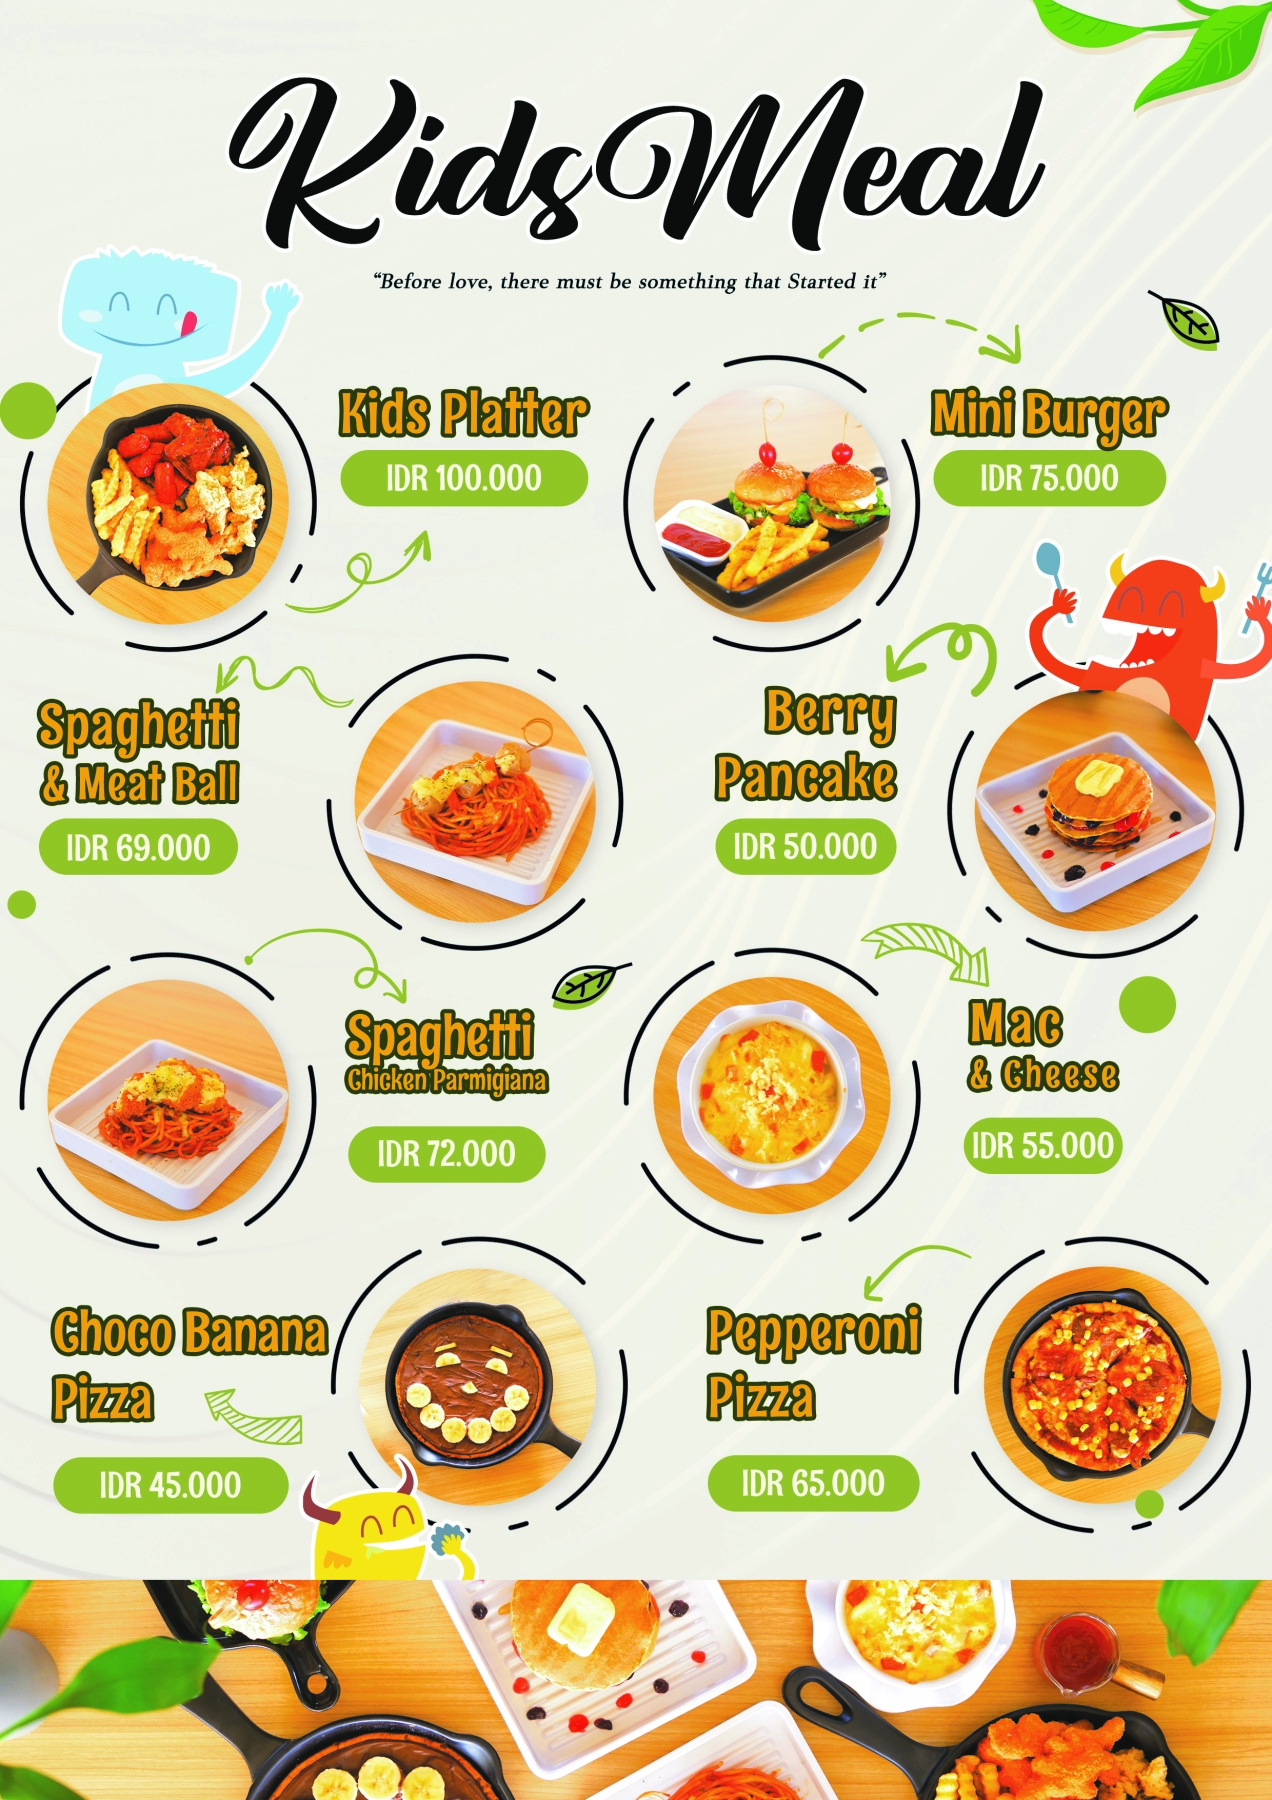 Kids Meal
“Before love, there must be something that Started it”
Kids Platter
IDR 100.000
Mini Burger
IDR 75.000
Spaghetti
& Meat Ball
IDR 69.000
Berry
Pancake
IDR 50.000
Spaghetti
Chicken Parmigiana
IDR 72.000
Mac
& Cheese
IDR 55.000
Choco Banana
Pizza
IDR 45.000
Pepperoni
Pizza
IDR 65.000